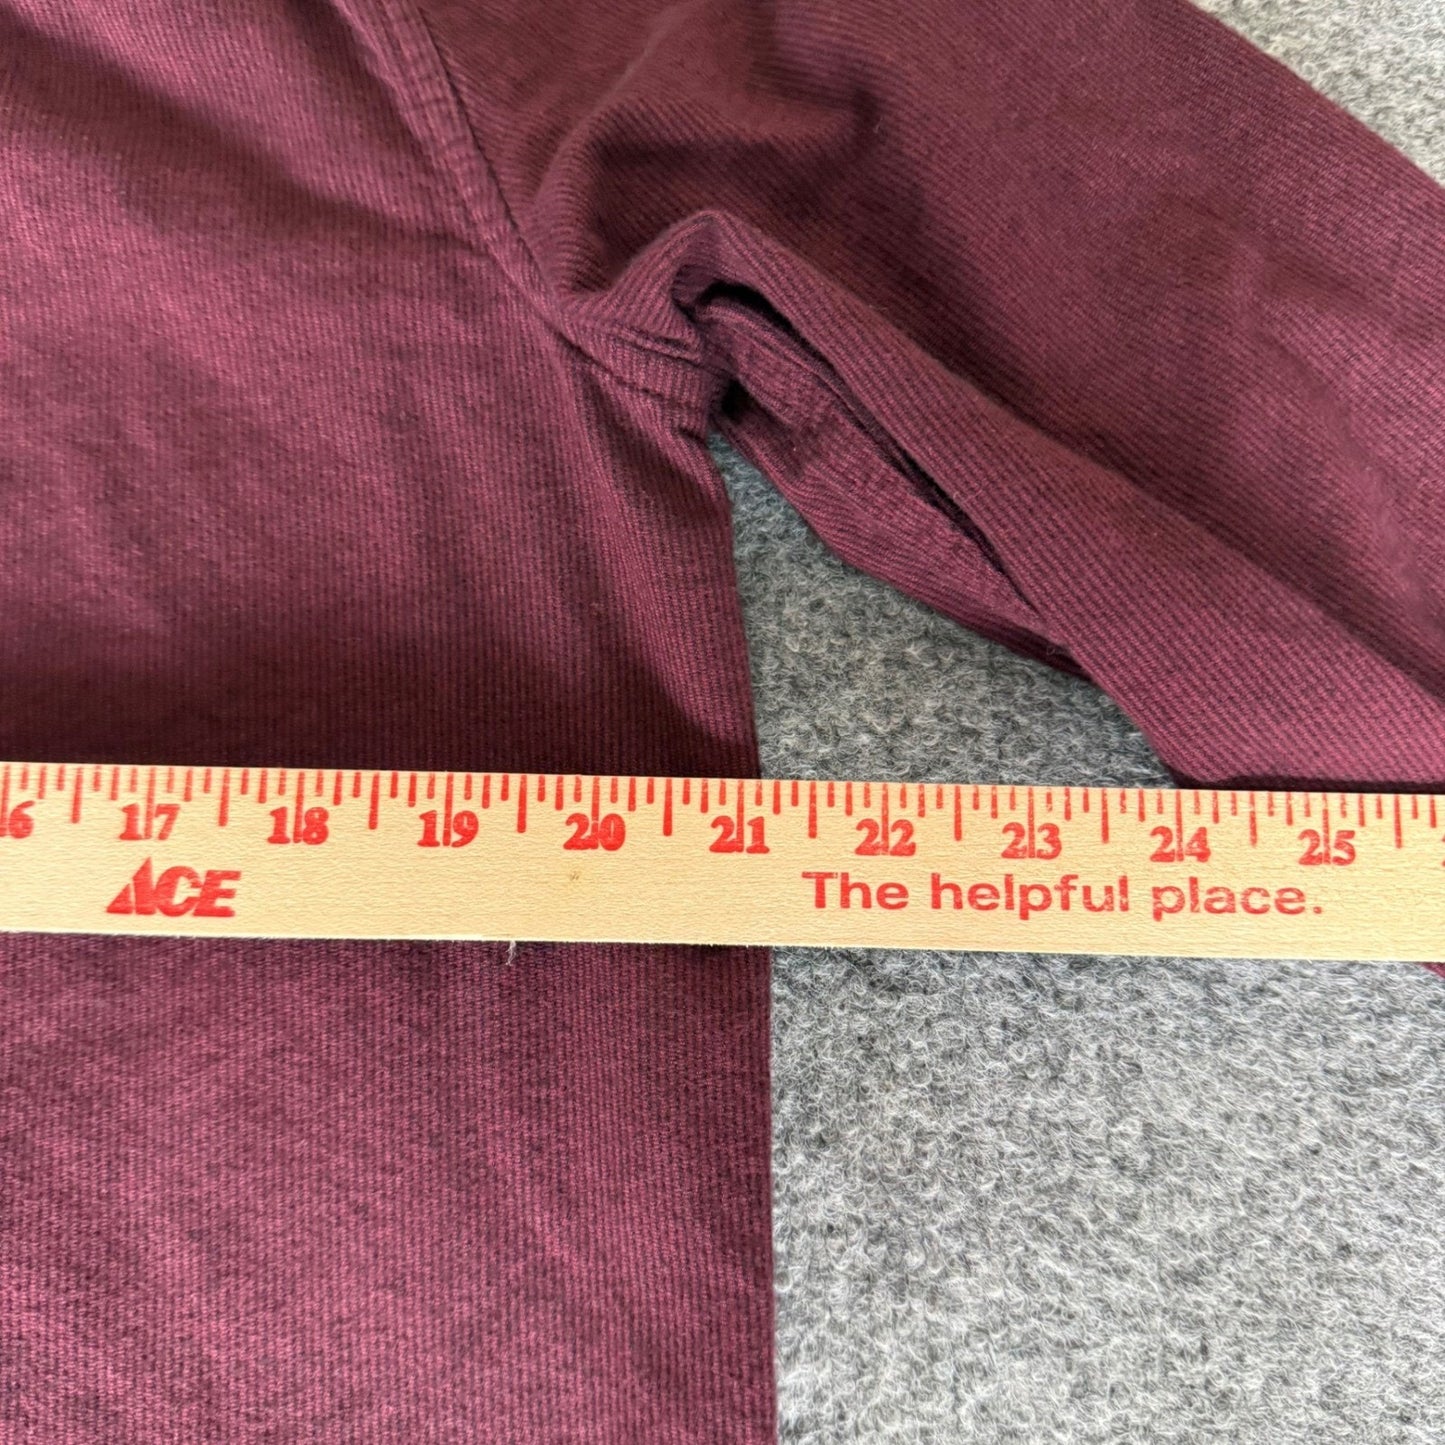 16 17 18 19 20 21 22 23 24 25
ACE The helpful place.